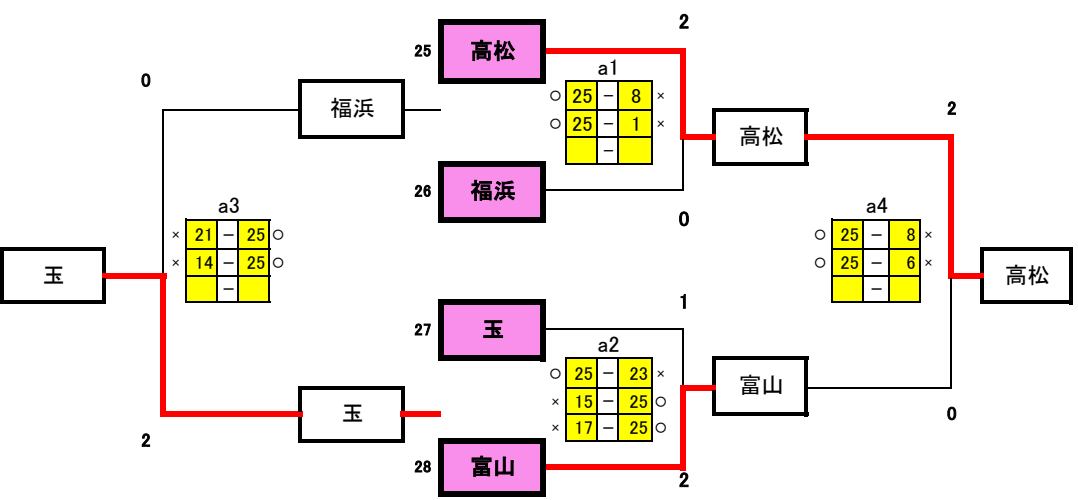 2
25 高松
0
a1
福浜
○ 25 － 8 ×
2
○ 25 － 1 ×
高松
－
26 福浜
a3
a4
0
× 21 － 25 ○
○ 25 － 8 ×
× 14 － 25 ○
○ 25 － 6 ×
玉
高松
－
－
1
27 玉
a2
○ 25 － 23 ×
富山
× 15 － 25 ○
玉
0
× 17 － 25 ○
2
28 富山
2